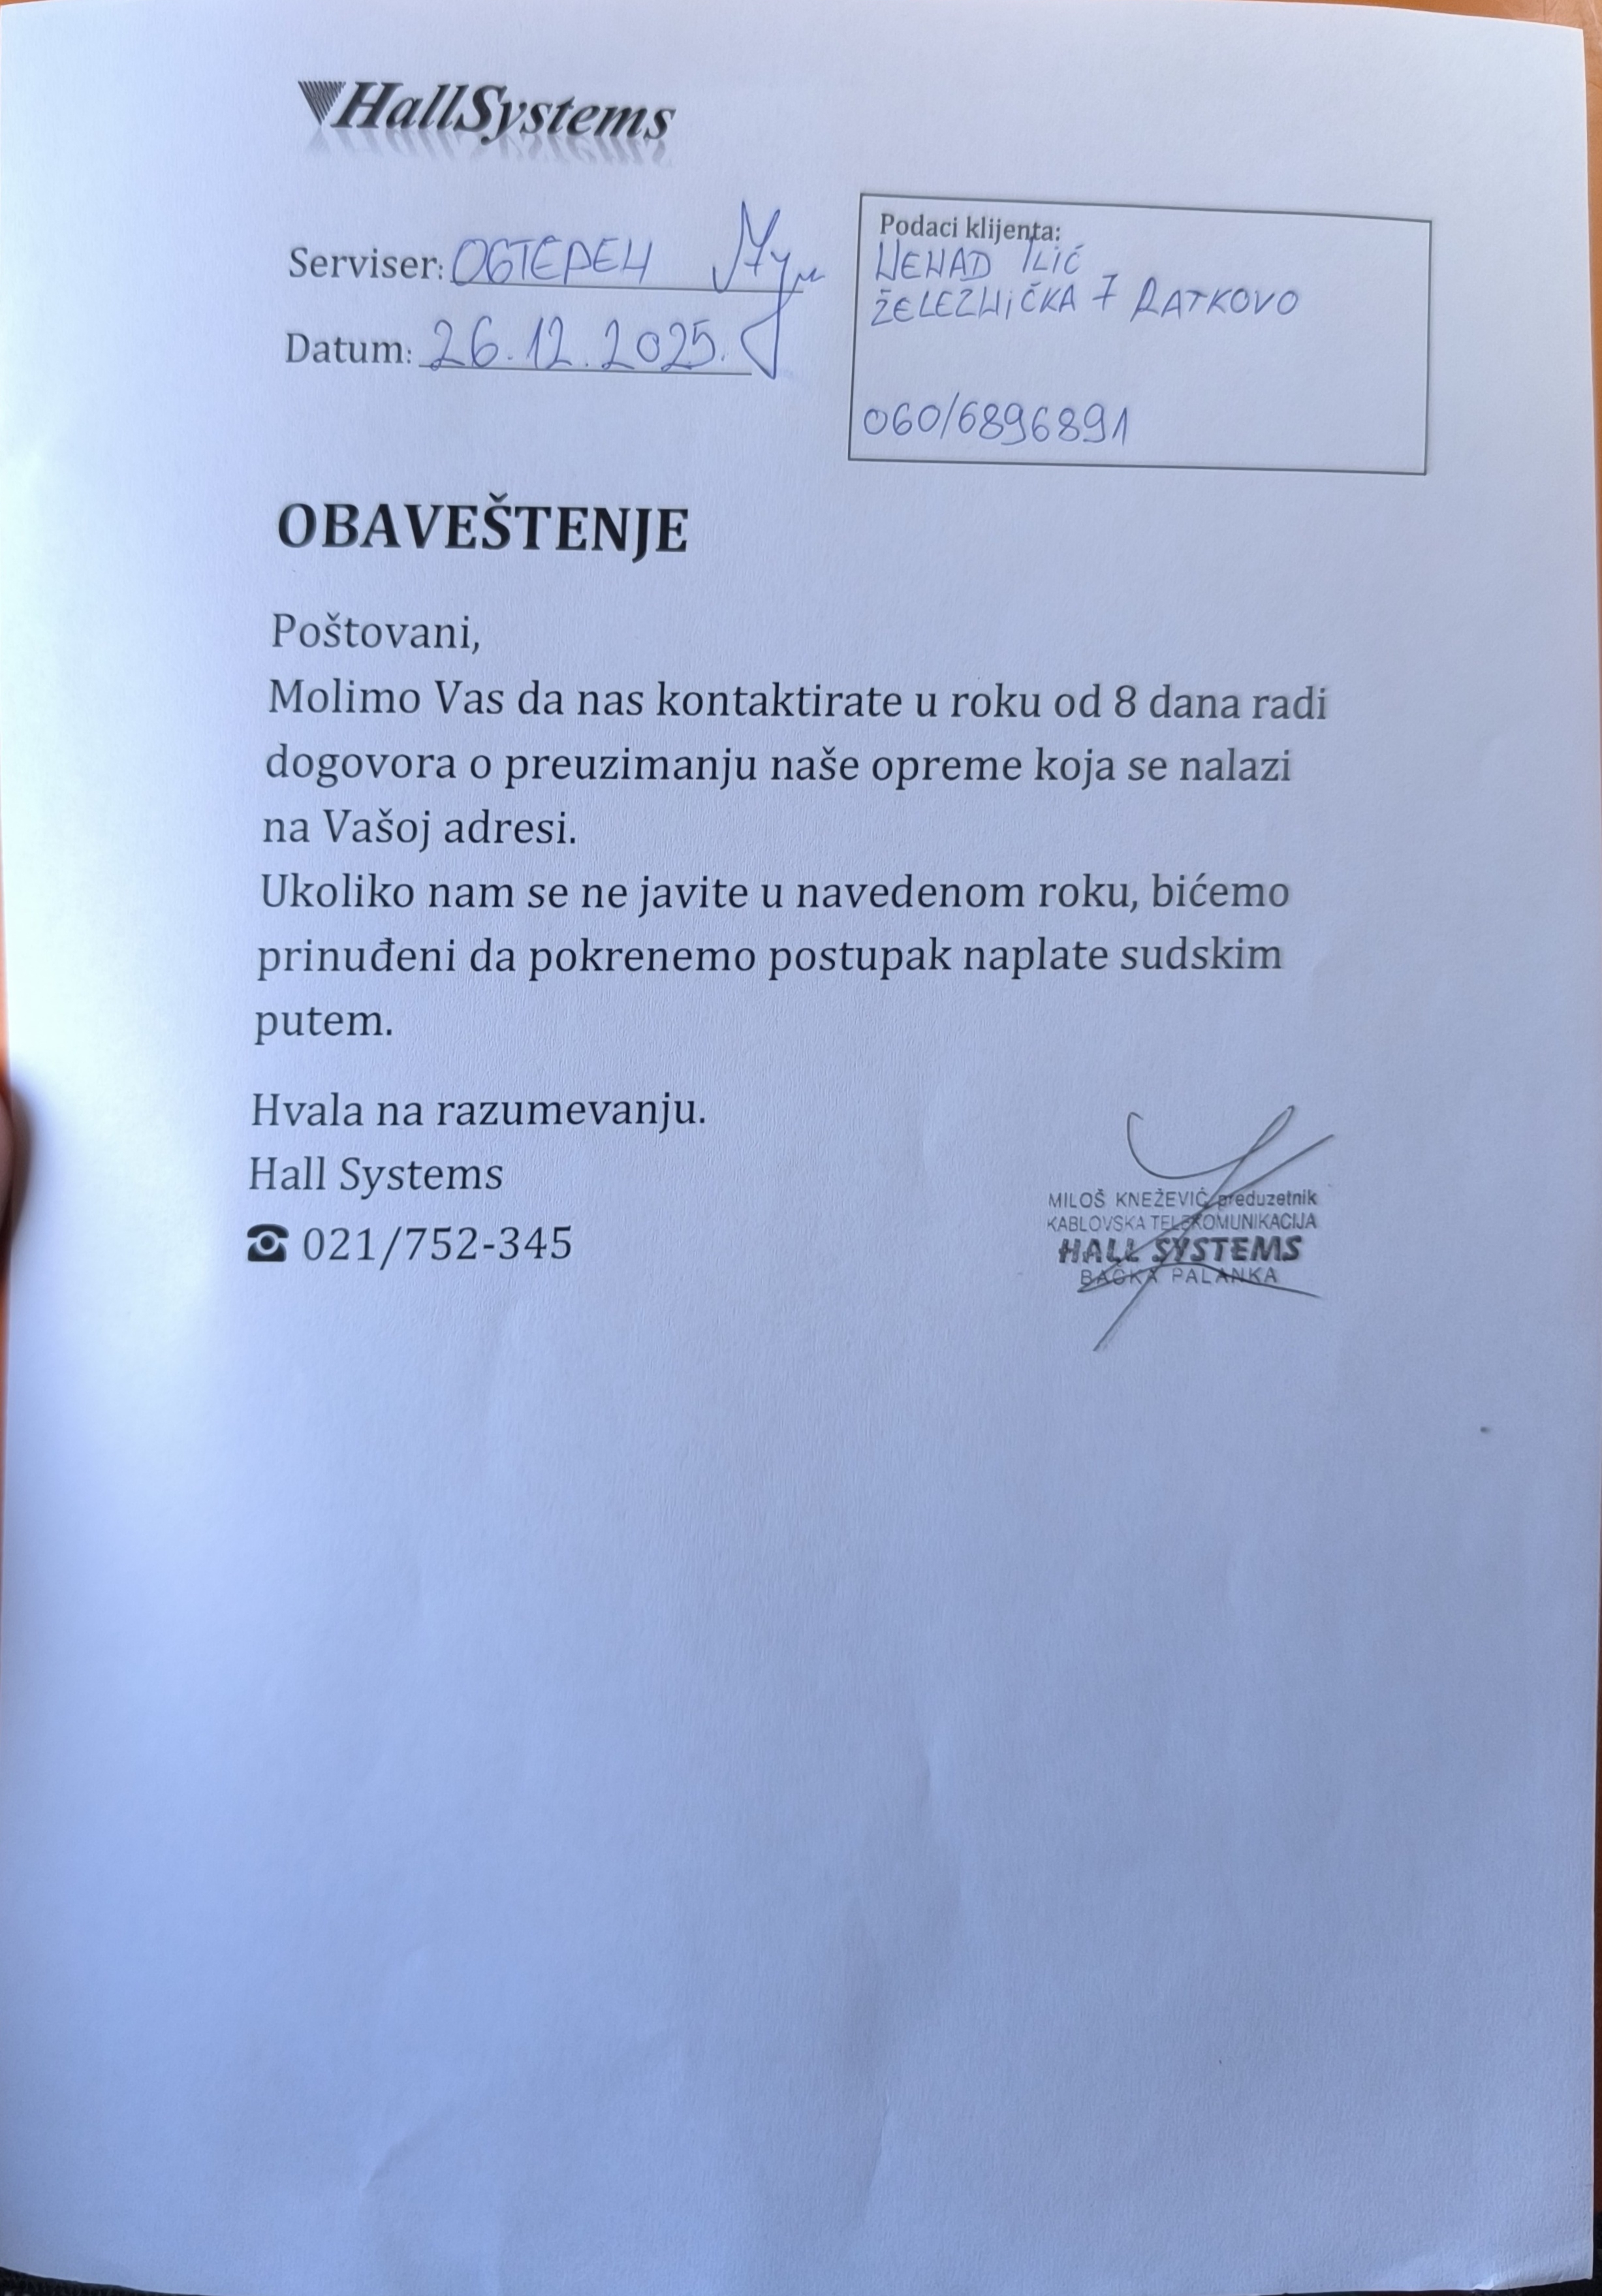 HallSystems
Serviser: OGTEPEH
Datum: 26.12.2025.
Podaci klijenta:
NENAD ILIĆ
ŽELEZNIČKA 7 RATKOVO
060/6896891
OBAVEŠTENJE
Poštovani,
Molimo Vas da nas kontaktirate u roku od 8 dana radi
dogovora o preuzimanju naše opreme koja se nalazi
na Vašoj adresi.
Ukoliko nam se ne javite u navedenom roku, bićemo
prinuđeni da pokrenemo postupak naplate sudskim
putem.
Hvala na razumevanju.
Hall Systems
☎ 021/752-345
MILOŠ KNEŽEVIĆ preduzetnik
KABLOVSKA TELEKOMUNIKACIJA
HALL SYSTEMS
BAČKA PALANKA